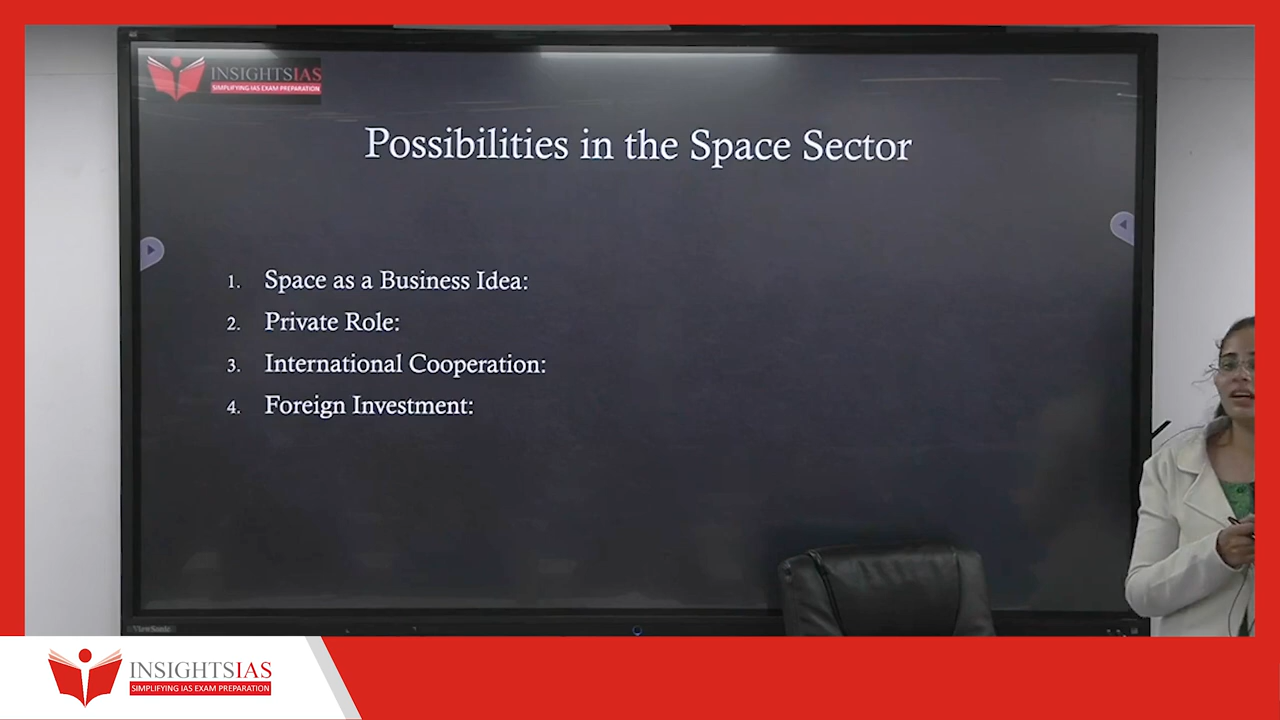 INSIGHTSIAS
SIMPLIFYING IAS EXAM PREPARATION
Possibilities in the Space Sector
1. Space as a Business Idea:
2. Private Role:
3. International Cooperation:
4. Foreign Investment:
ViewSonic
INSIGHTSIAS
SIMPLIFYING IAS EXAM PREPARATION